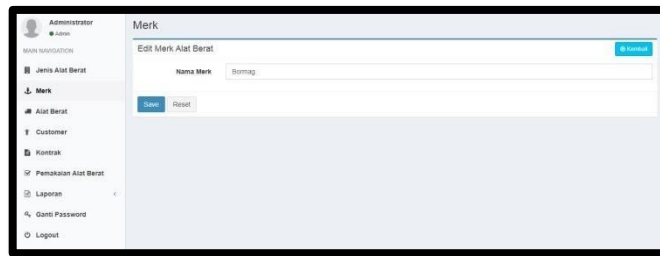 Administrator
Admin
MAIN NAVIGATION
Jenis Alat Berat
Merk
Alat Berat
Customer
Kontrak
Pemakaian Alat Berat
Laporan
Ganti Password
Logout
Merk
Edit Merk Alat Berat
Kembali
Nama Merk
Bormag
Save
Reset